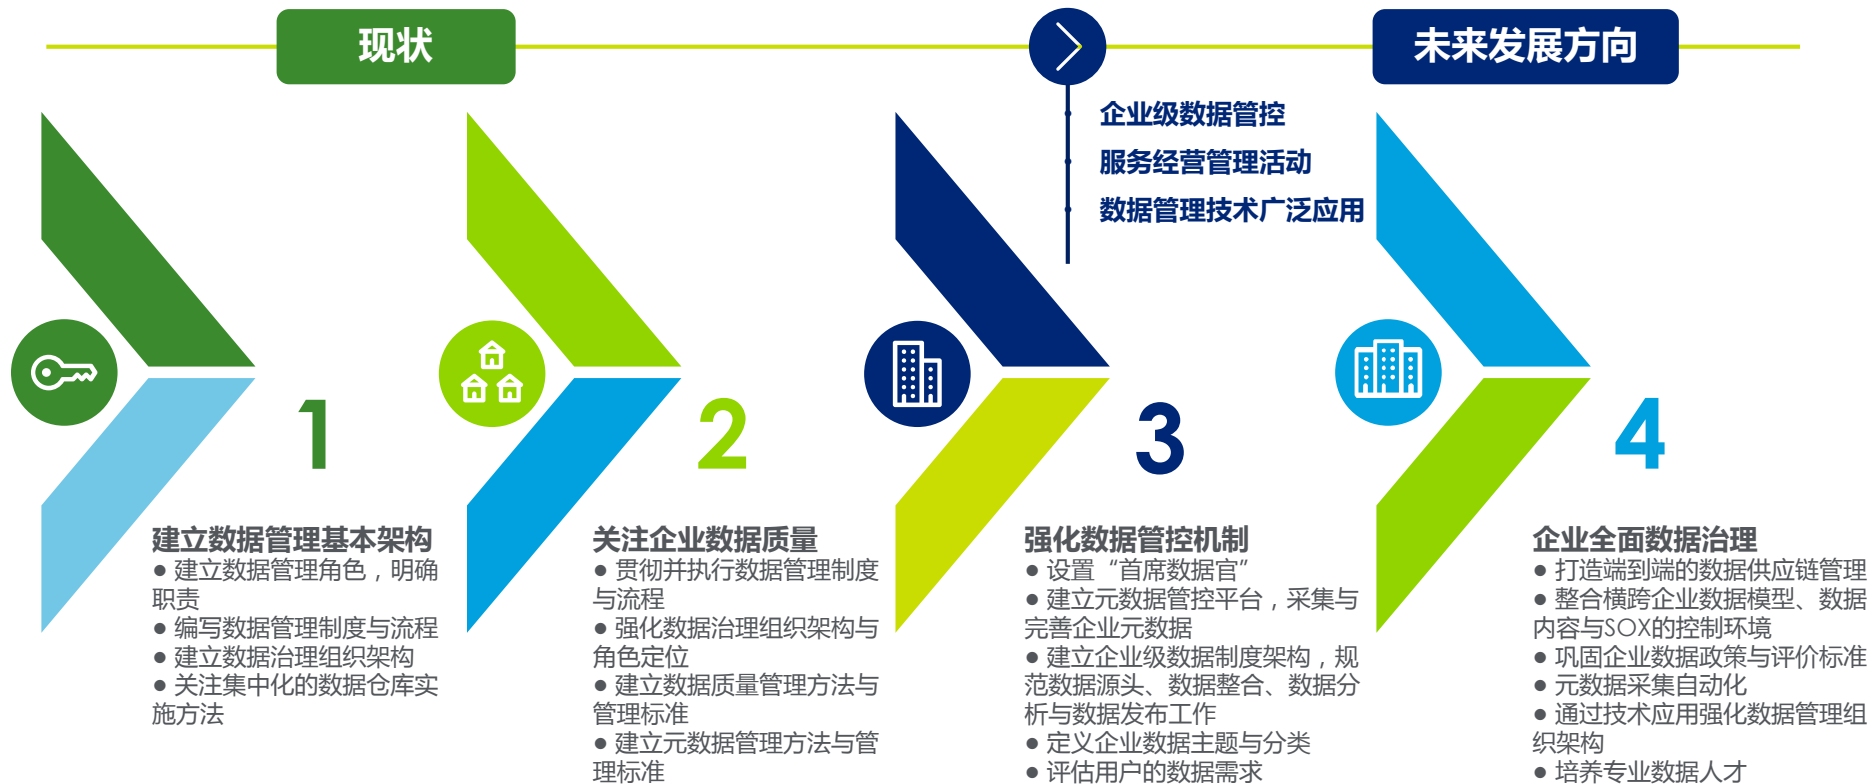 现状
未来发展方向
企业级数据管控
服务经营管理活动
数据管理技术广泛应用
1
建立数据管理基本架构
● 建立数据管理角色，明确
职责
● 编写数据管理制度与流程
● 建立数据治理组织架构
● 关注集中化的数据仓库实
施方法
2
关注企业数据质量
● 贯彻并执行数据管理制度
与流程
● 强化数据治理组织架构与
角色定位
● 建立数据质量管理方法与
管理标准
● 建立元数据管理方法与管
理标准
3
强化数据管控机制
● 设置“首席数据官”
● 建立元数据管控平台，采集与
完善企业元数据
● 建立企业级数据制度架构，规
范数据源头、数据整合、数据分
析与数据发布工作
● 定义企业数据主题与分类
● 评估用户的数据需求
4
企业全面数据治理
● 打造端到端的数据供应链管理
● 整合横跨企业数据模型、数据
内容与SOX的控制环境
● 巩固企业数据政策与评价标准
● 元数据采集自动化
● 通过技术应用强化数据管理组
织架构
● 培养专业数据人才